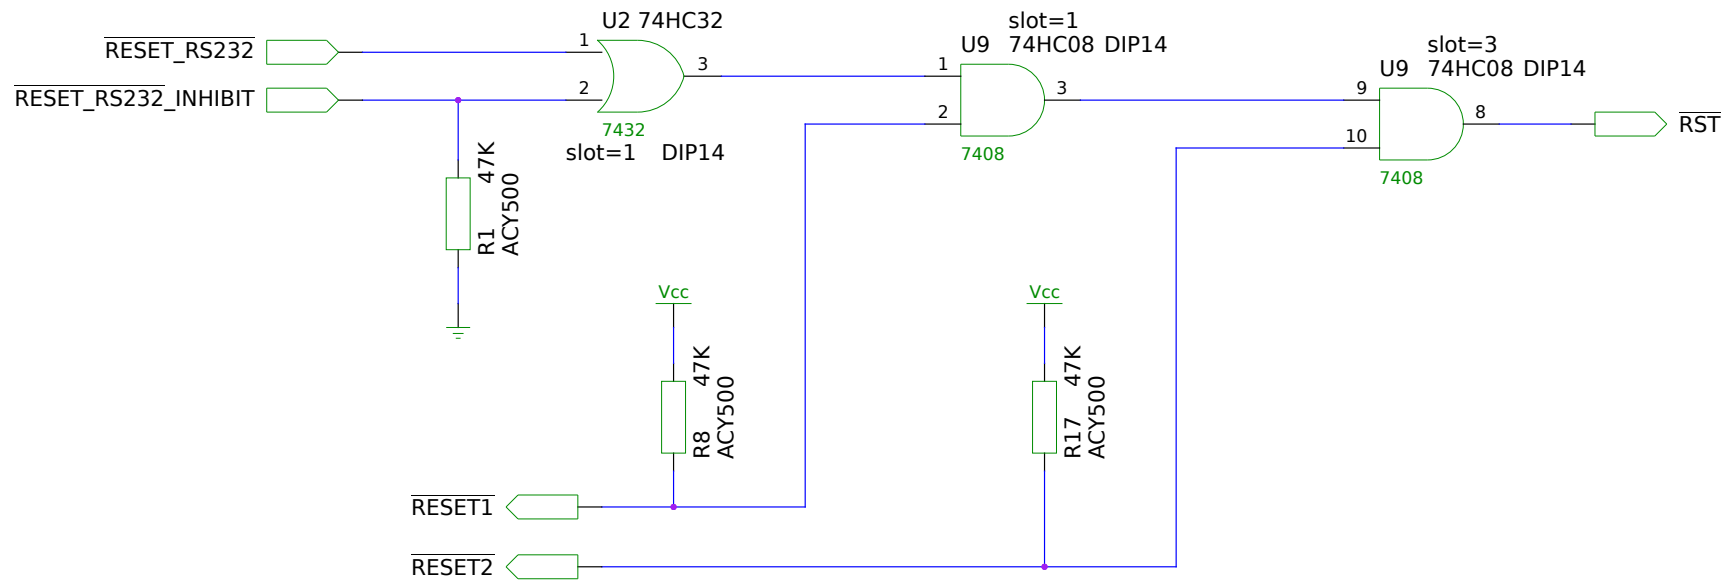 U2 74HC32
RESET_RS232
1
3
RESET_RS232_INHIBIT
2
7432
slot=1 DIP14
slot=1
U9 74HC08 DIP14
1
3
2
7408
slot=3
U9 74HC08 DIP14
9
8
10
RST
7408
R1 47K
ACY500
Vcc
R8 47K
ACY500
Vcc
R17 47K
ACY500
RESET1
RESET2